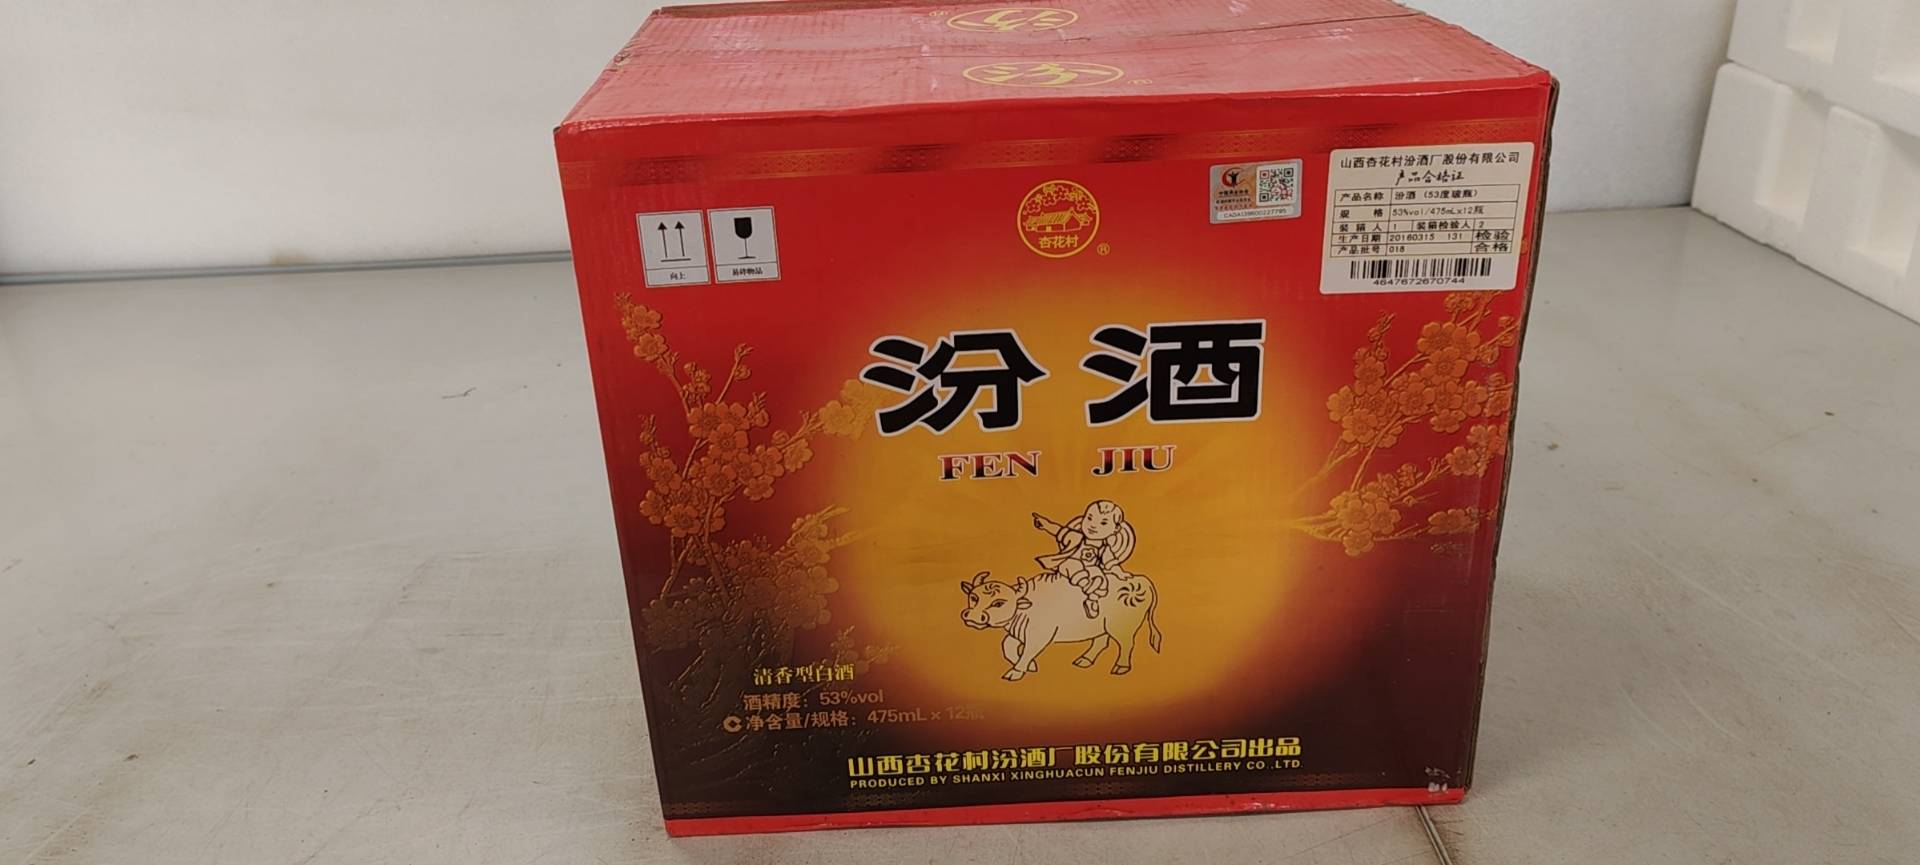 汾
汾
杏花村
®
向上
易碎物品
CADA139600227795
山西杏花村汾酒厂股份有限公司
产品合格证
产品名称 汾酒（53度玻瓶）
规 格 53%vol/475mL×12瓶
装箱人 1 装箱检验人 2
生产日期 20160315 131 检验
产品批号 018 合格
4647672670744
汾酒
FEN JIU
清香型白酒
酒精度：53%vol
净含量/规格：475mL×12瓶
山西杏花村汾酒厂股份有限公司出品
PRODUCED BY SHANXI XINGHUACUN FENJIU DISTILLERY CO.,LTD.